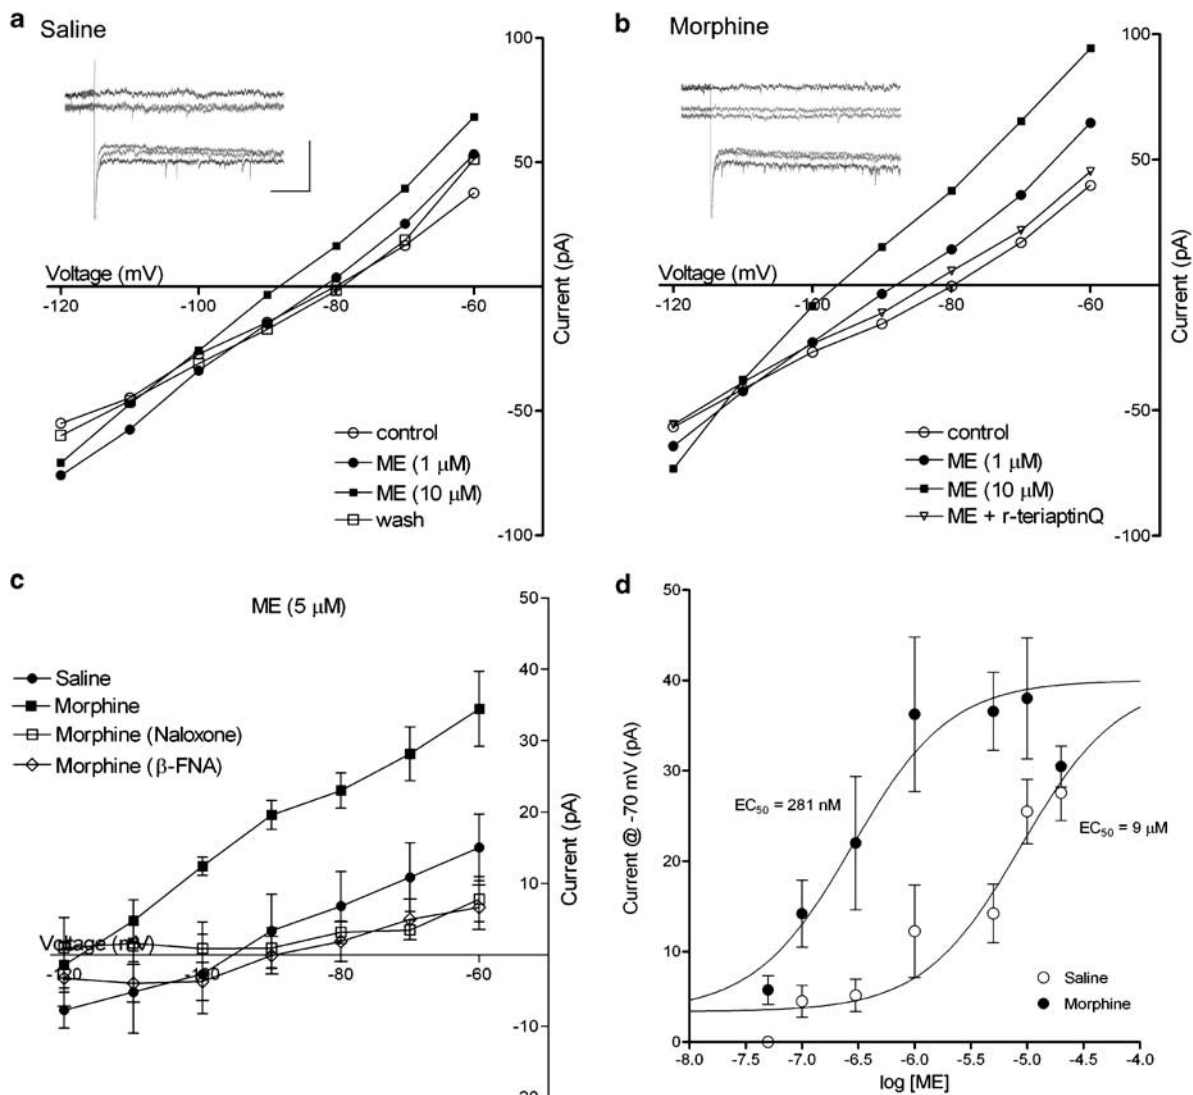 a Saline
100
50
Voltage (mV)
-120
-100
-80
-60
Current (pA)
-50
-100
control
ME (1 μM)
ME (10 μM)
wash
b Morphine
100
50
Voltage (mV)
-120
-100
-80
-60
Current (pA)
-50
-100
control
ME (1 μM)
ME (10 μM)
ME + r-teriaptinQ
c
ME (5 μM)
50
40
30
20
10
-10
Saline
Morphine
Morphine (Naloxone)
Morphine (β-FNA)
Voltage (mV)
-120
-100
-80
-60
Current (pA)
d
50
40
30
20
10
0
Current @ -70 mV (pA)
EC50 = 281 nM
EC50 = 9 μM
Saline
Morphine
-8.0 -7.5 -7.0 -6.5 -6.0 -5.5 -5.0 -4.5 -4.0
log [ME]